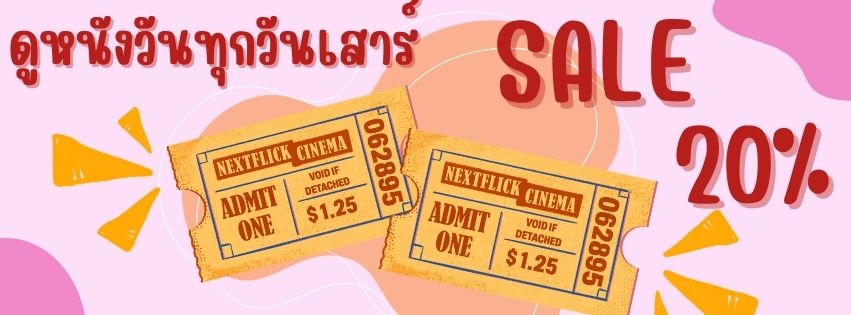 ดูหนังวันทุกวันเสาร์
SALE
20%
NEXTFLICK CINEMA
ADMIT
ONE
VOID IF
DETACHED
$1.25
062895
NEXTFLICK CINEMA
ADMIT
ONE
VOID IF
DETACHED
$1.25
062895